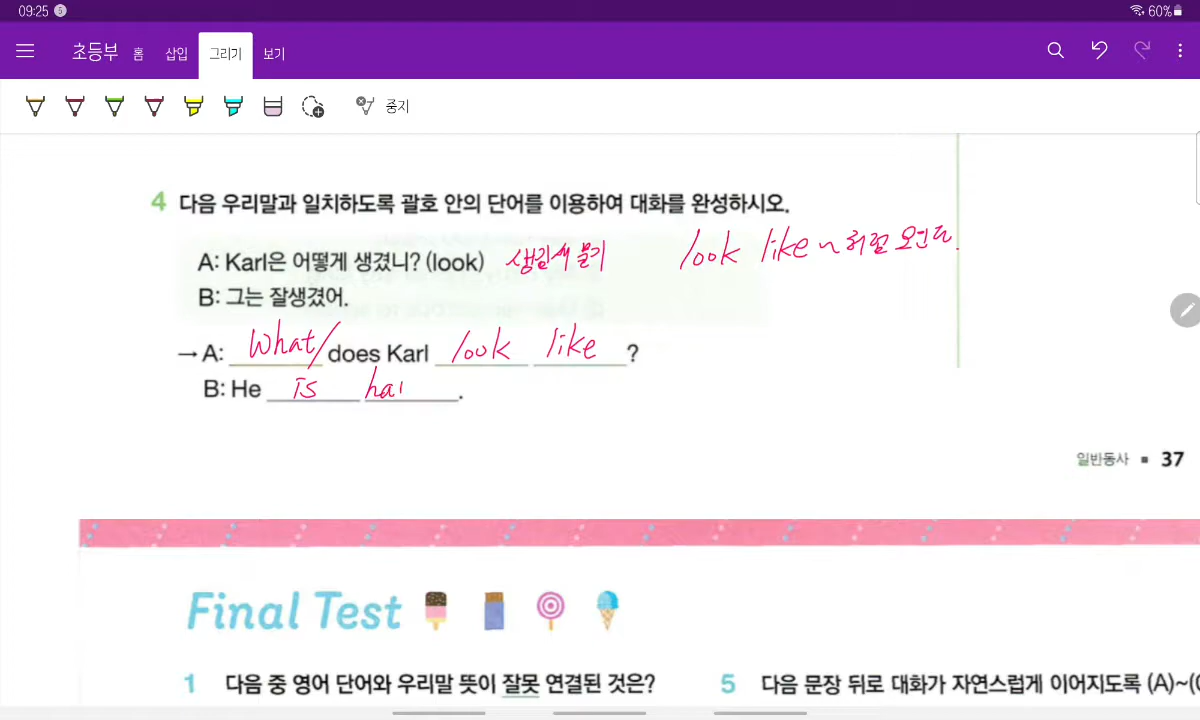 09:25 5 60%
초등부 홈 삽입 그리기 보기
중지
4 다음 우리말과 일치하도록 괄호 안의 단어를 이용하여 대화를 완성하시오.
A: Karl은 어떻게 생겼니? (look) 생김새 묻기 look like ~처럼 보인다.
B: 그는 잘생겼어.
→ A: What / does Karl look like ?
B: He is hai .
일반동사 ■ 37
Final Test
1 다음 중 영어 단어와 우리말 뜻이 잘못 연결된 것은?
5 다음 문장 뒤로 대화가 자연스럽게 이어지도록 (A)~(